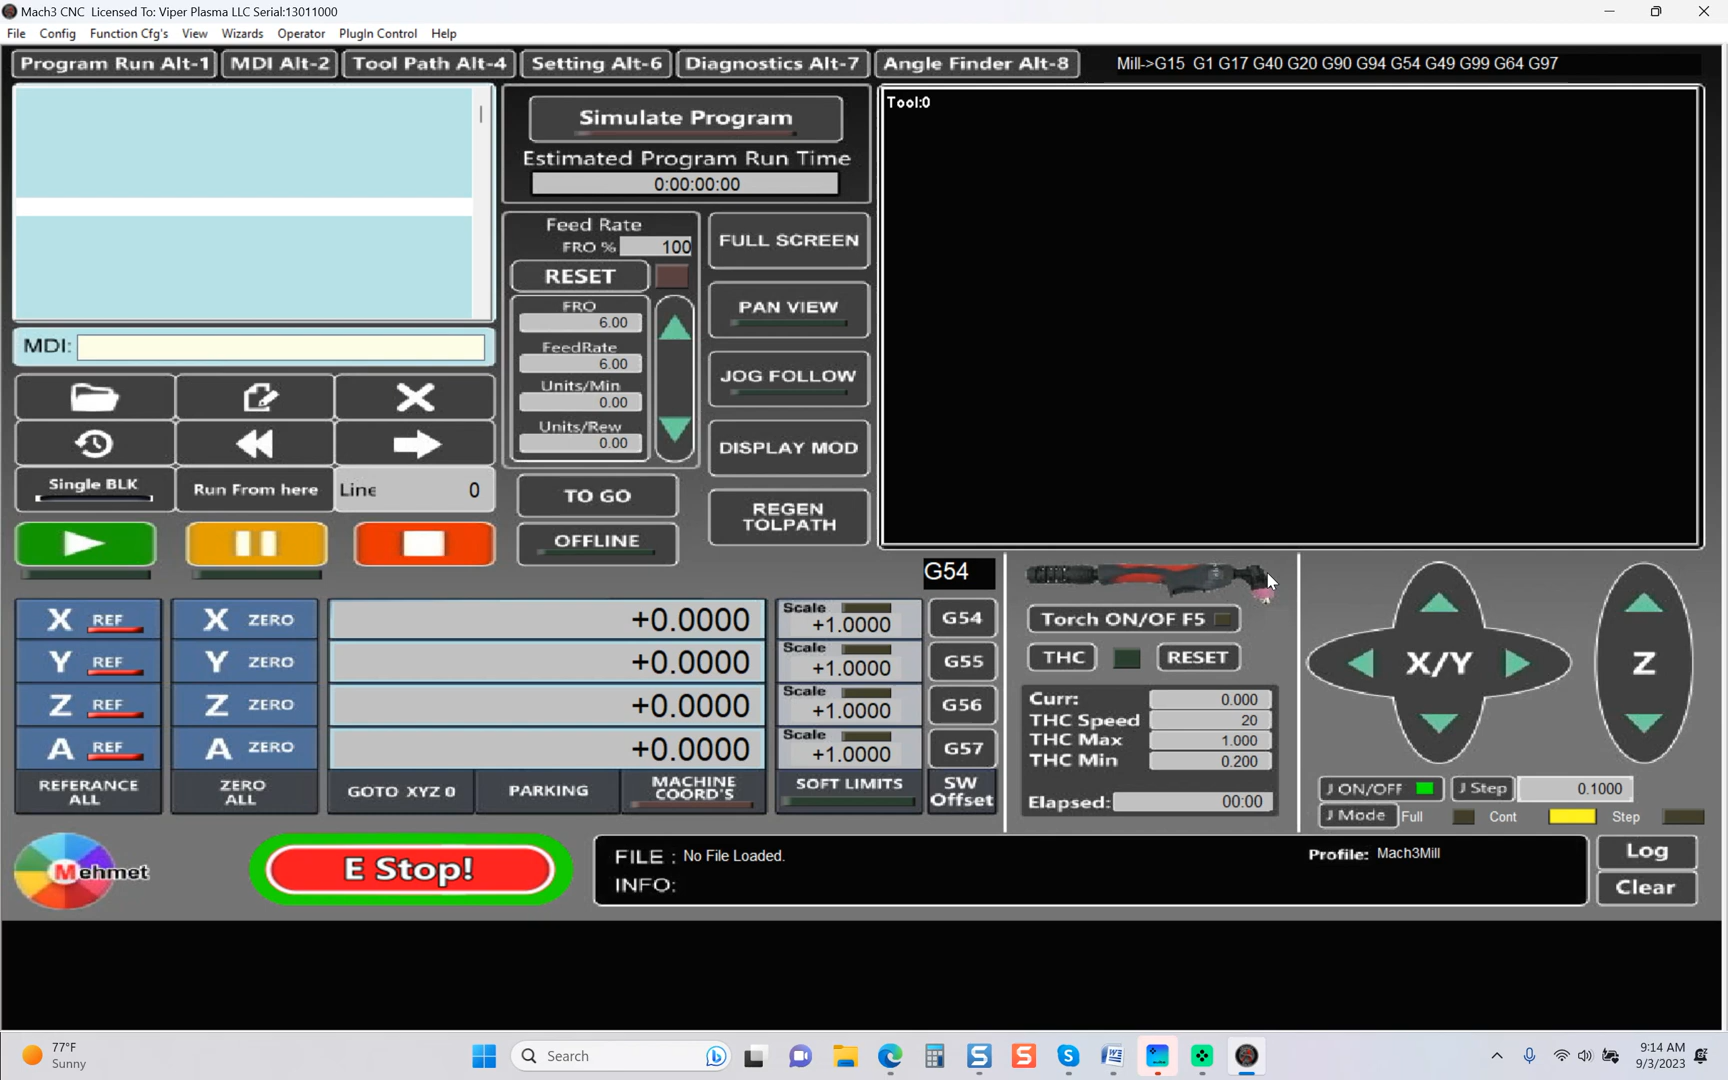 Mach3 CNC Licensed To: Viper Plasma LLC Serial:13011000
File Config Function Cfg's View Wizards Operator PlugIn Control Help
Program Run Alt-1 MDI Alt-2 Tool Path Alt-4 Setting Alt-6 Diagnostics Alt-7 Angle Finder Alt-8 Mill->G15 G1 G17 G40 G20 G90 G94 G54 G49 G99 G64 G97
Tool:0
Simulate Program
Estimated Program Run Time
0:00:00:00
Feed Rate
FRO % 100
RESET
FRO
6.00
FeedRate
6.00
Units/Min
0.00
Units/Rew
0.00
FULL SCREEN
PAN VIEW
JOG FOLLOW
DISPLAY MOD
REGEN
TOLPATH
TO GO
OFFLINE
MDI:
Single BLK Run From here Line 0
G54
X REF X ZERO +0.0000 Scale +1.0000 G54
Y REF Y ZERO +0.0000 Scale +1.0000 G55
Z REF Z ZERO +0.0000 Scale +1.0000 G56
A REF A ZERO +0.0000 Scale +1.0000 G57
REFERANCE
ALL
ZERO
ALL
GOTO XYZ 0
PARKING
MACHINE
COORD'S
SOFT LIMITS
SW
Offset
Torch ON/OF F5
THC RESET
Curr: 0.000
THC Speed 20
THC Max 1.000
THC Min 0.200
Elapsed: 00:00
X/Y Z
J ON/OFF J Step 0.1000
J Mode Full Cont Step
Mehmet
E Stop!
FILE : No File Loaded. Profile: Mach3Mill
INFO:
Log
Clear
77°F
Sunny
Search
9:14 AM
9/3/2023